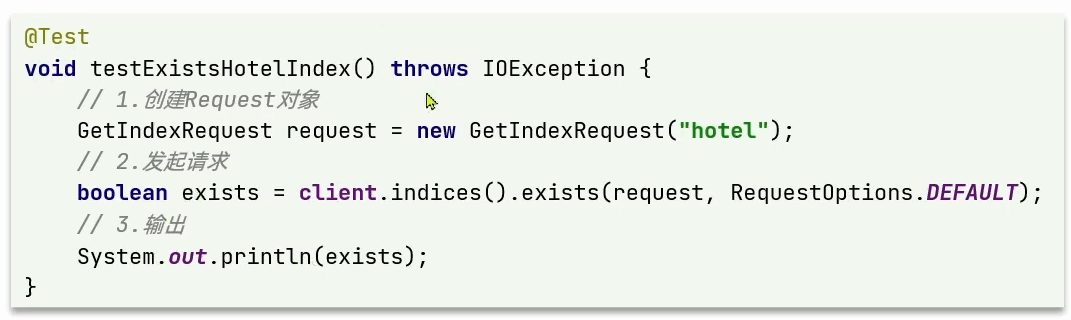 @Test
void testExistsHotelIndex() throws IOException {
    // 1.创建Request对象
    GetIndexRequest request = new GetIndexRequest("hotel");
    // 2.发起请求
    boolean exists = client.indices().exists(request, RequestOptions.DEFAULT);
    // 3.输出
    System.out.println(exists);
}